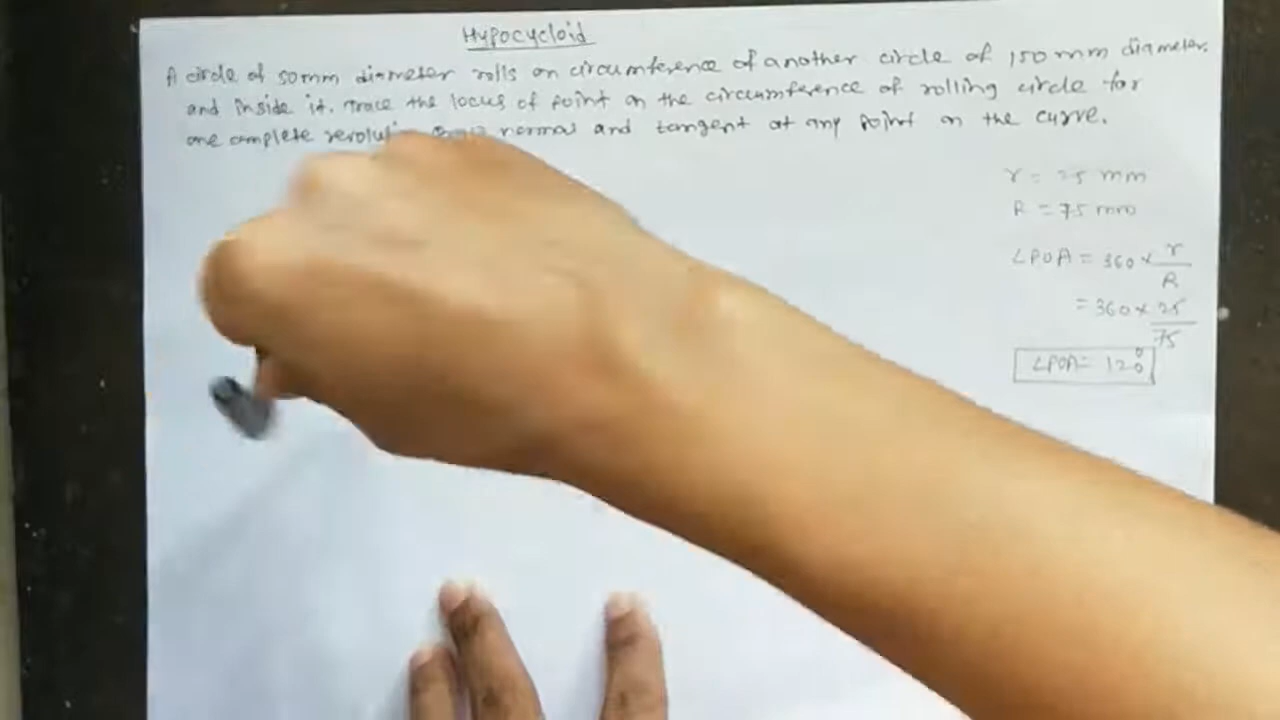 Hypocycloid
A circle of 50mm diameter rolls on circumference of another circle of 150mm diameter.
and inside it. Trace the locus of point on the circumference of rolling circle for
one complete normal and tangent at any point on the curve.
r = 25 mm
R = 75 mm
∠POA = 360 × r
R
= 360 × 25
75
∠POA = 120°